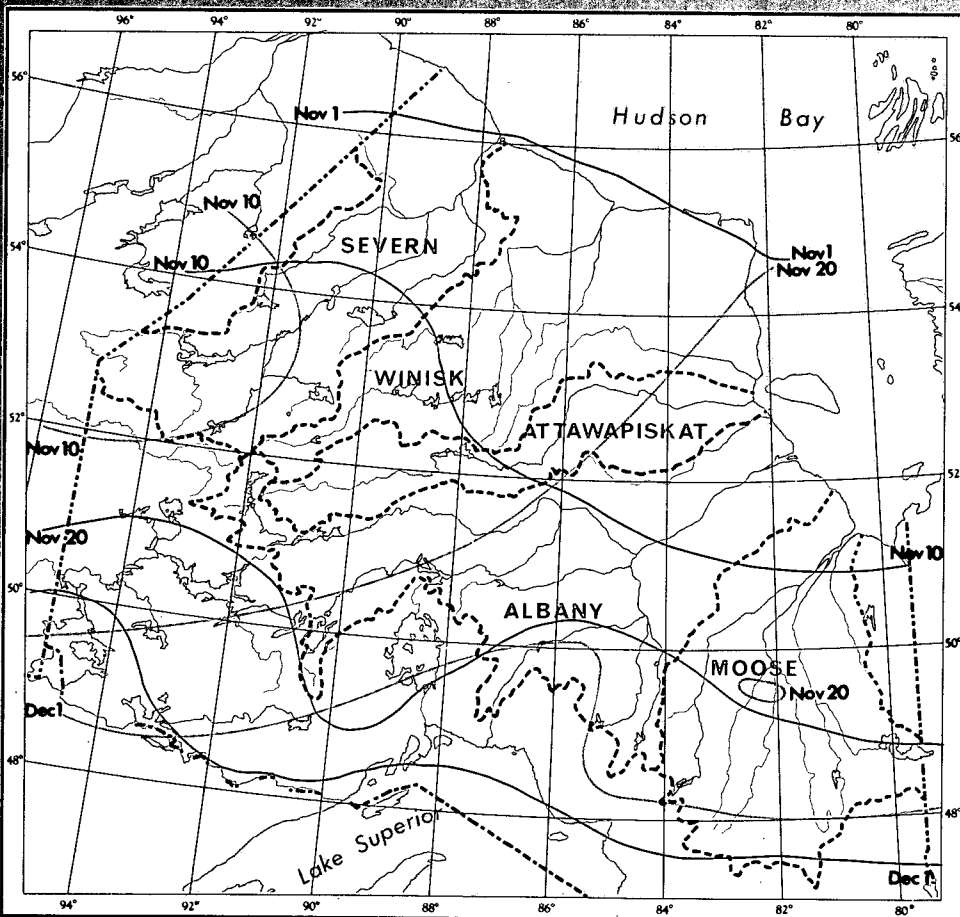 96° 94° 92° 90° 88° 86° 84° 82° 80°
56°
Hudson Bay
Nov 1
56°
Nov 10
SEVERN
54°
Nov 10
Nov 1
Nov 20
54°
WINISK
52°
ATTAWAPISKAT
Nov 10
52°
Nov 20
Nov 10
50°
ALBANY
50°
MOOSE
Nov 20
Dec 1
48°
48°
Lake Superior
Dec 1
94° 92° 90° 88° 86° 84° 82° 80°